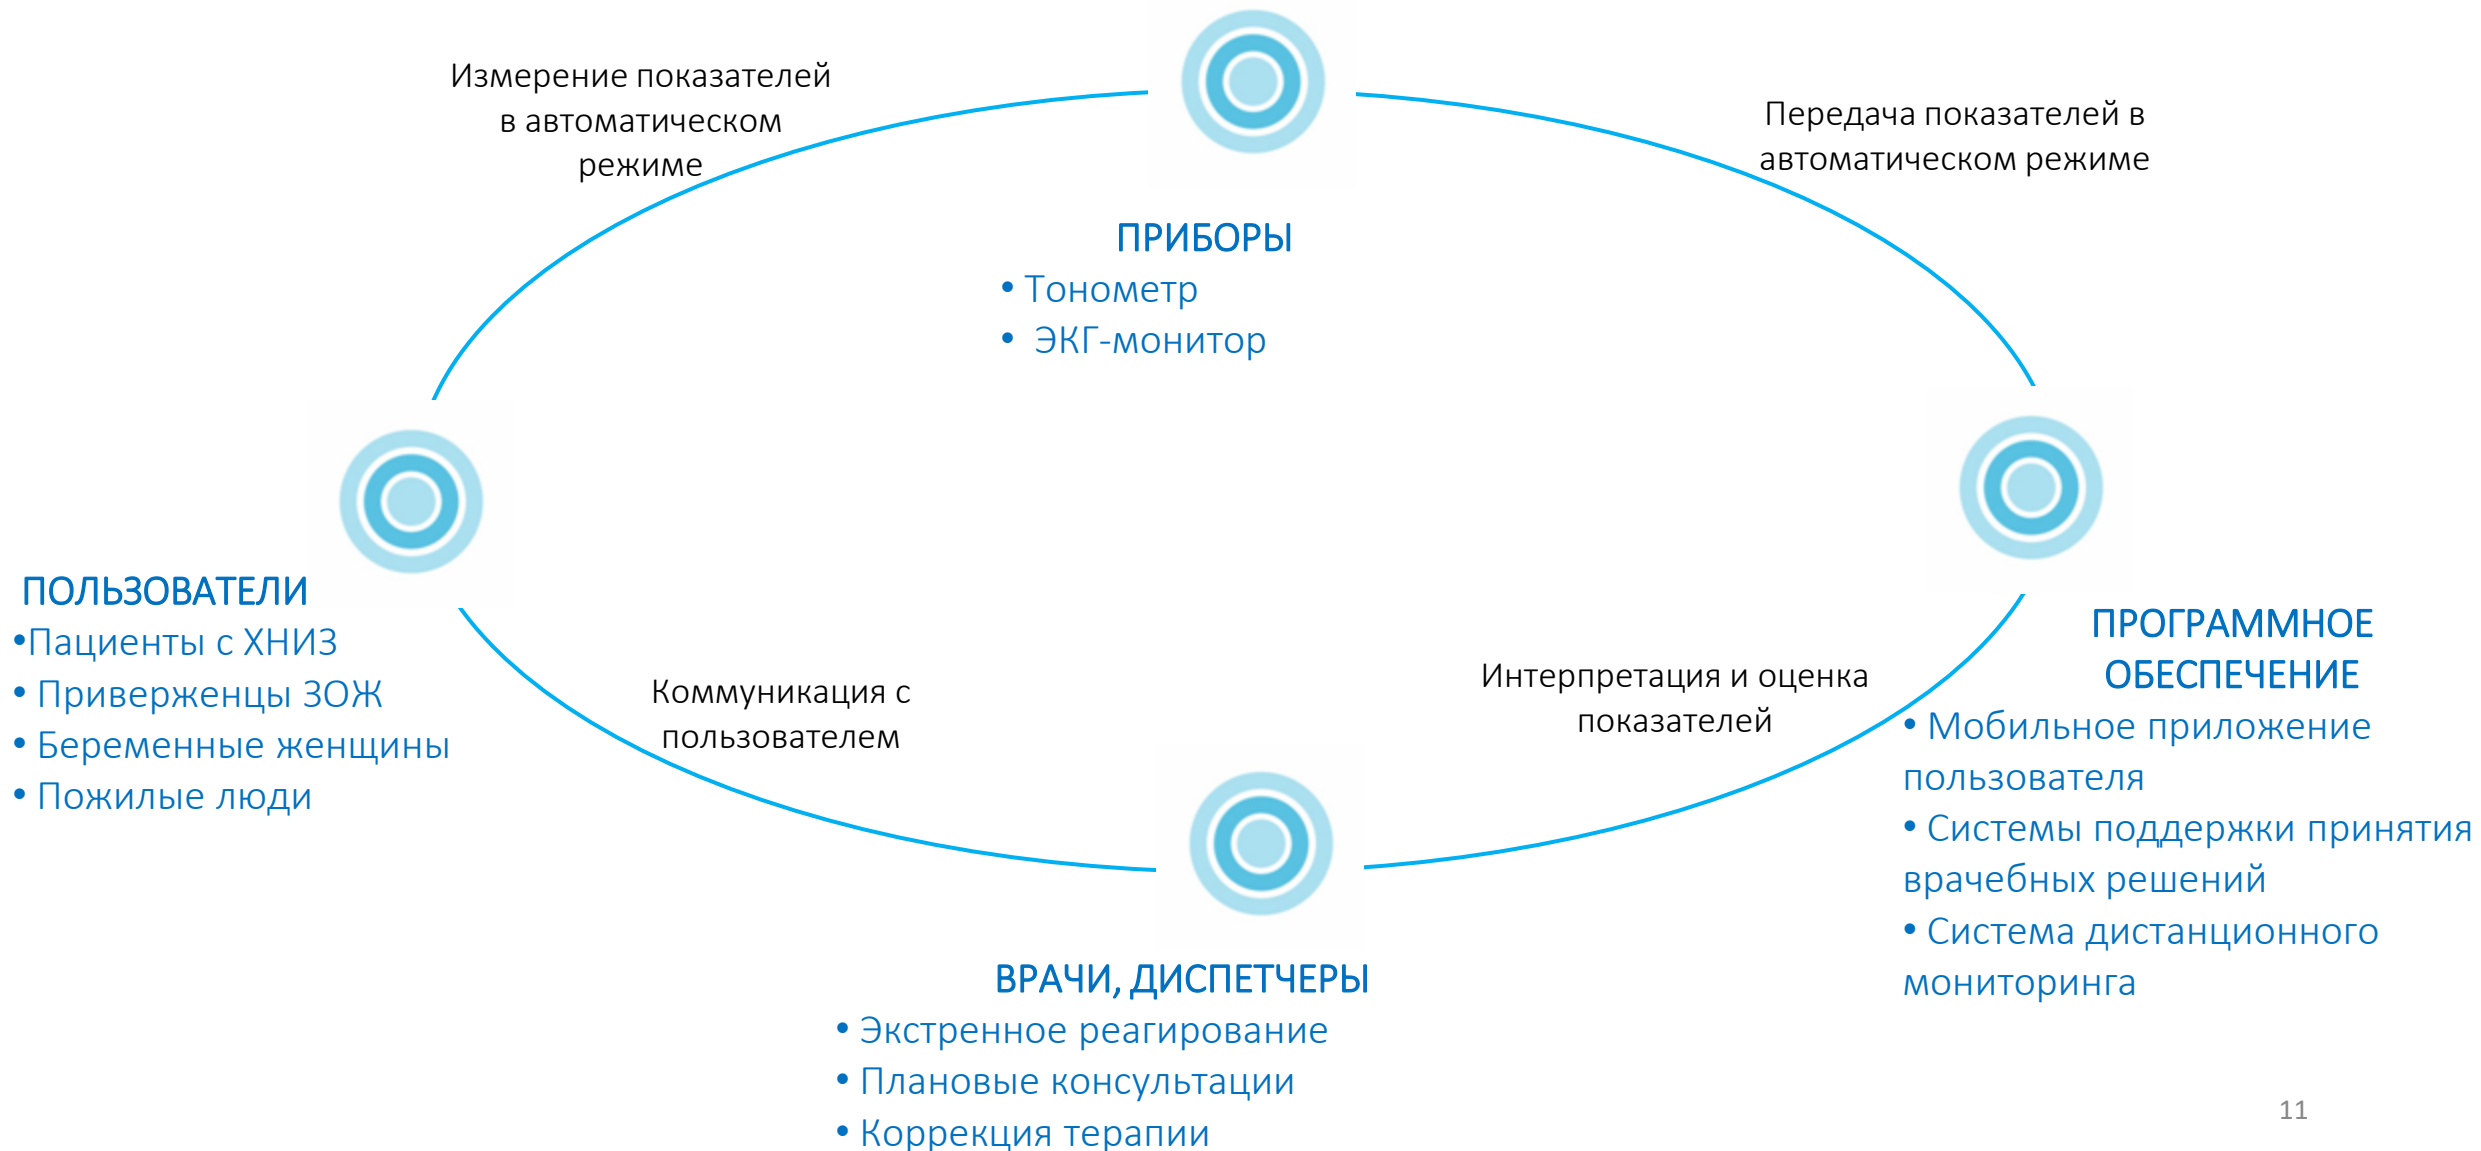 Измерение показателей
в автоматическом
режиме
Передача показателей в
автоматическом режиме
ПРИБОРЫ
• Тонометр
• ЭКГ-монитор
ПОЛЬЗОВАТЕЛИ
•Пациенты с ХНИЗ
• Приверженцы ЗОЖ
• Беременные женщины
• Пожилые люди
Коммуникация с
пользователем
Интерпретация и оценка
показателей
ПРОГРАММНОЕ
ОБЕСПЕЧЕНИЕ
• Мобильное приложение
пользователя
• Системы поддержки принятия
врачебных решений
• Система дистанционного
мониторинга
ВРАЧИ, ДИСПЕТЧЕРЫ
• Экстренное реагирование
• Плановые консультации
• Коррекция терапии
11